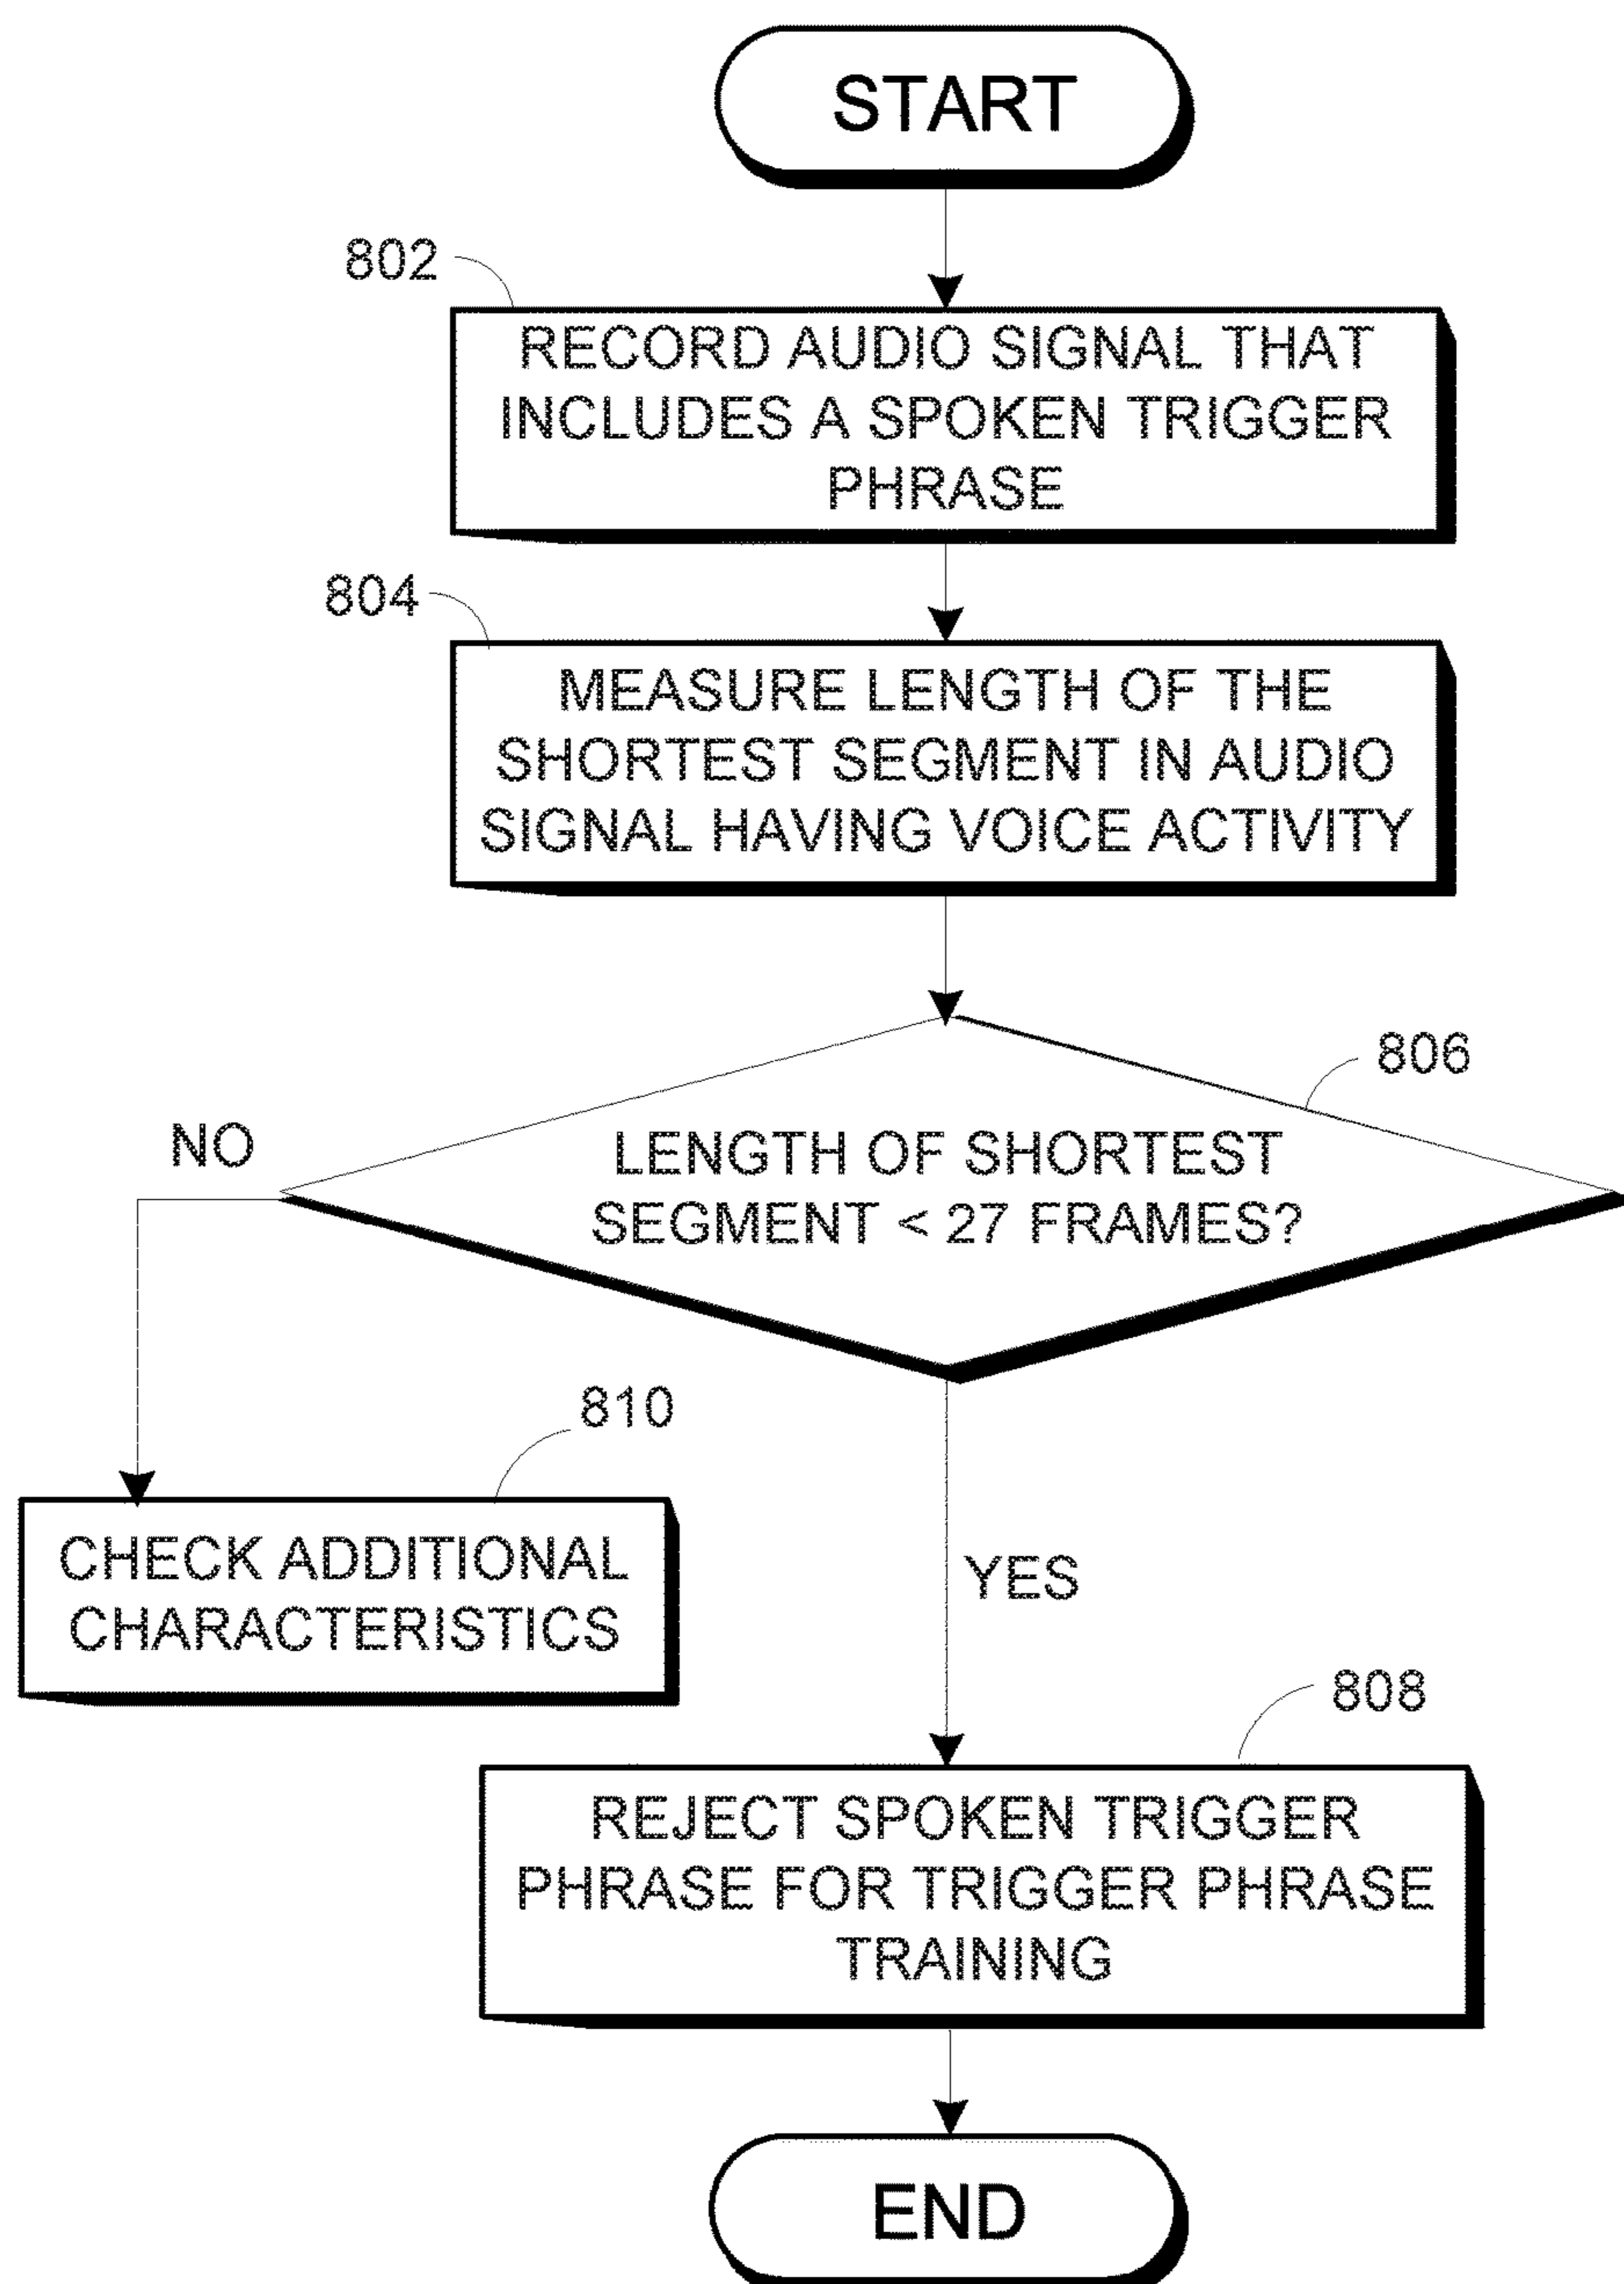 START
802
RECORD AUDIO SIGNAL THAT
INCLUDES A SPOKEN TRIGGER
PHRASE
804
MEASURE LENGTH OF THE
SHORTEST SEGMENT IN AUDIO
SIGNAL HAVING VOICE ACTIVITY
806
NO
LENGTH OF SHORTEST
SEGMENT < 27 FRAMES?
810
CHECK ADDITIONAL
CHARACTERISTICS
YES
808
REJECT SPOKEN TRIGGER
PHRASE FOR TRIGGER PHRASE
TRAINING
END